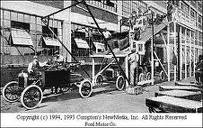 Copyright (c) 1994, 1995 Compton's NewMedia, Inc.
All Rights Reserved
Ford Motor Co.